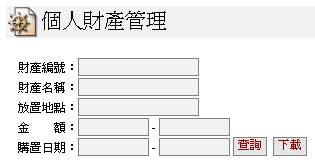 個人財產管理
財產編號：
財產名稱：
放置地點：
金　　額： -
購置日期： - 查詢 下載